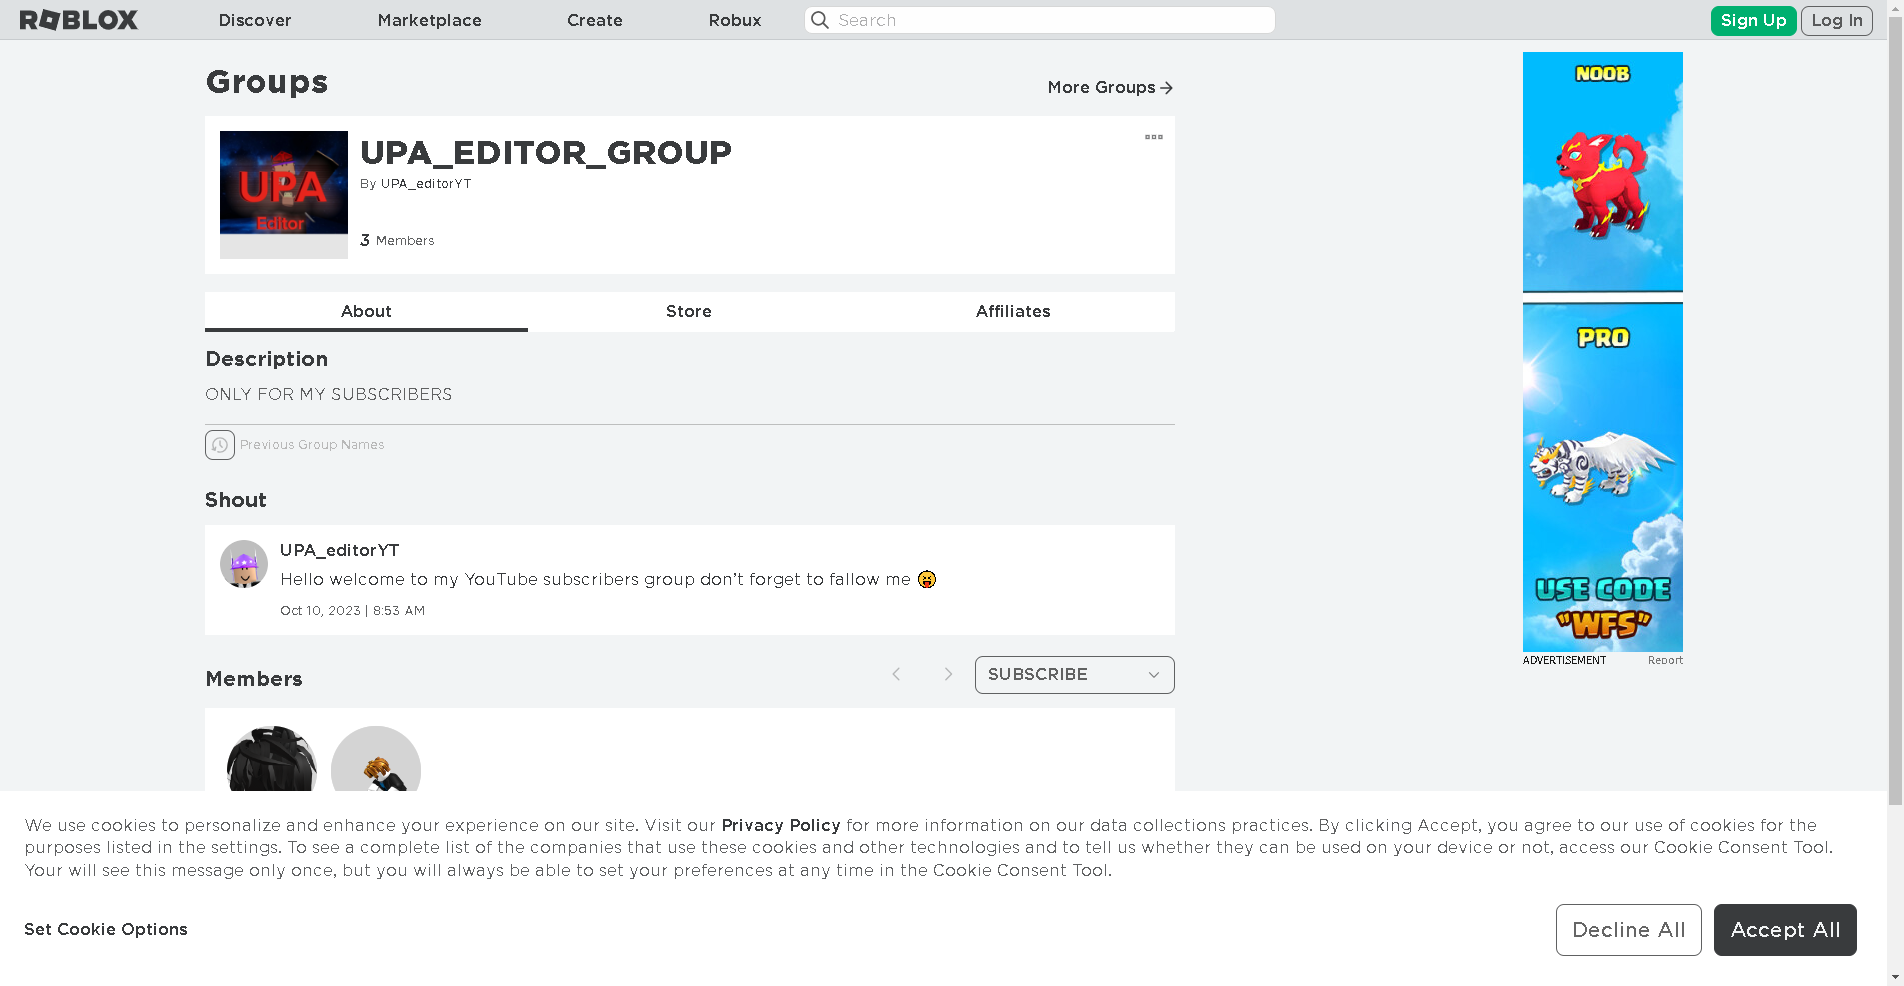 ROBLOX Discover Marketplace Create Robux Search Sign Up Log In
Groups
More Groups
UPA
Editor
UPA_EDITOR_GROUP
By UPA_editorYT
3 Members
About Store Affiliates
Description
ONLY FOR MY SUBSCRIBERS
Previous Group Names
Shout
UPA_editorYT
Hello welcome to my YouTube subscribers group don’t forget to fallow me 😝
Oct 10, 2023 | 8:53 AM
Members
SUBSCRIBE
NOOB
PRO
USE CODE
"WFS"
ADVERTISEMENT Report
We use cookies to personalize and enhance your experience on our site. Visit our Privacy Policy for more information on our data collections practices. By clicking Accept, you agree to our use of cookies for the
purposes listed in the settings. To see a complete list of the companies that use these cookies and other technologies and to tell us whether they can be used on your device or not, access our Cookie Consent Tool.
Your will see this message only once, but you will always be able to set your preferences at any time in the Cookie Consent Tool.
Set Cookie Options
Decline All
Accept All